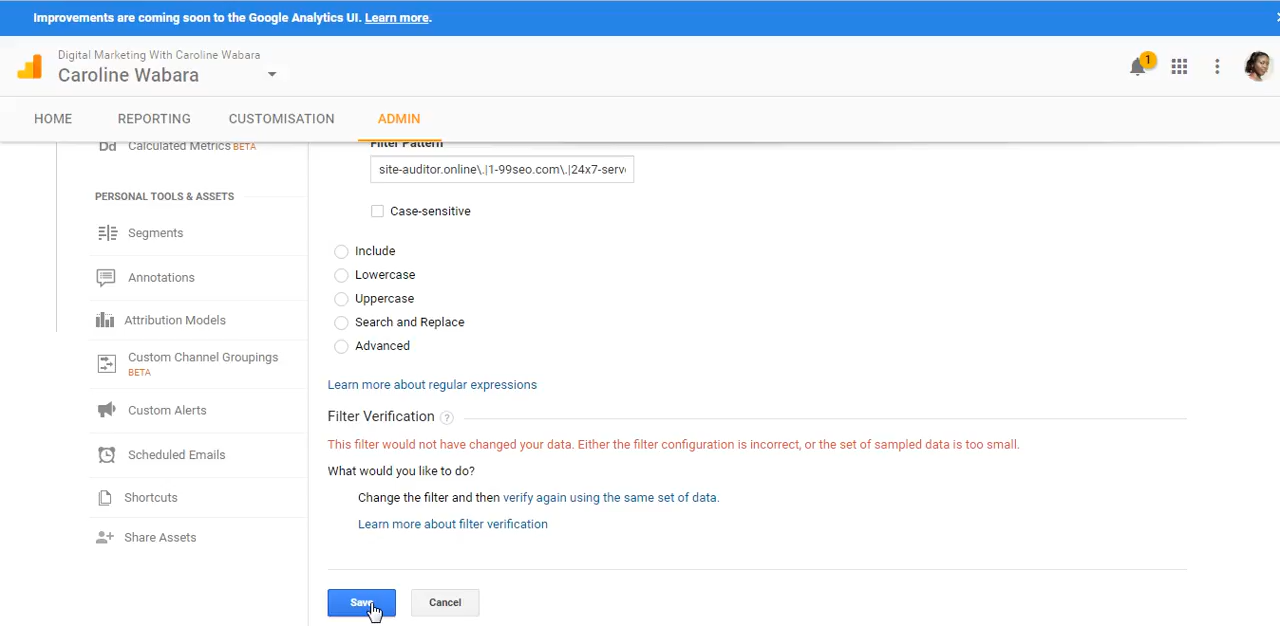 Improvements are coming soon to the Google Analytics UI. Learn more.
Digital Marketing With Caroline Wabara
Caroline Wabara
1
HOME REPORTING CUSTOMISATION ADMIN
Dd Calculated Metrics BETA
PERSONAL TOOLS & ASSETS
Segments
Annotations
Attribution Models
Custom Channel Groupings
BETA
Custom Alerts
Scheduled Emails
Shortcuts
Share Assets
Filter Pattern
site-auditor.online\.|1-99seo.com\.|24x7-serv
Case-sensitive
Include
Lowercase
Uppercase
Search and Replace
Advanced
Learn more about regular expressions
Filter Verification ?
This filter would not have changed your data. Either the filter configuration is incorrect, or the set of sampled data is too small.
What would you like to do?
Change the filter and then verify again using the same set of data.
Learn more about filter verification
Save Cancel